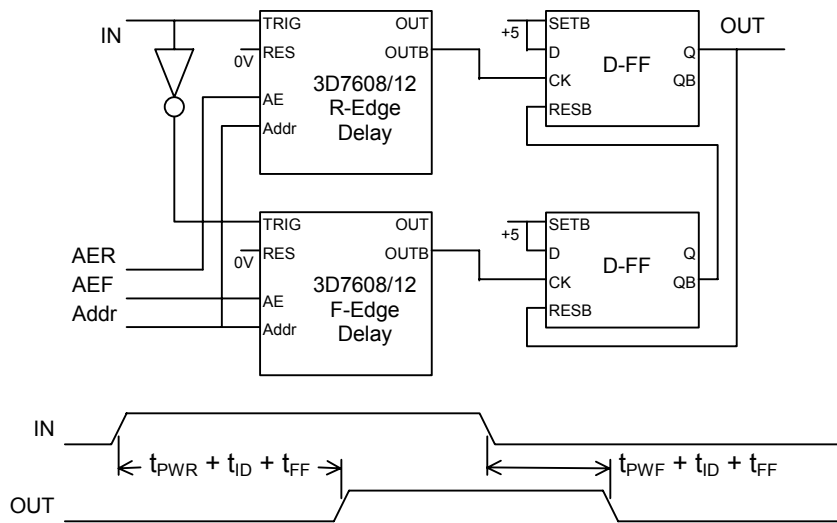 IN
TRIG
OUT
RES
0V
OUTB
3D7608/12
R-Edge
Delay
AE
Addr
SETB
+5
D
D-FF
Q
CK
QB
RESB
OUT
TRIG
OUT
RES
0V
OUTB
3D7608/12
F-Edge
Delay
AE
Addr
SETB
+5
D
D-FF
Q
CK
QB
RESB
AER
AEF
Addr
IN
tPWR + tID + tFF
tPWF + tID + tFF
OUT